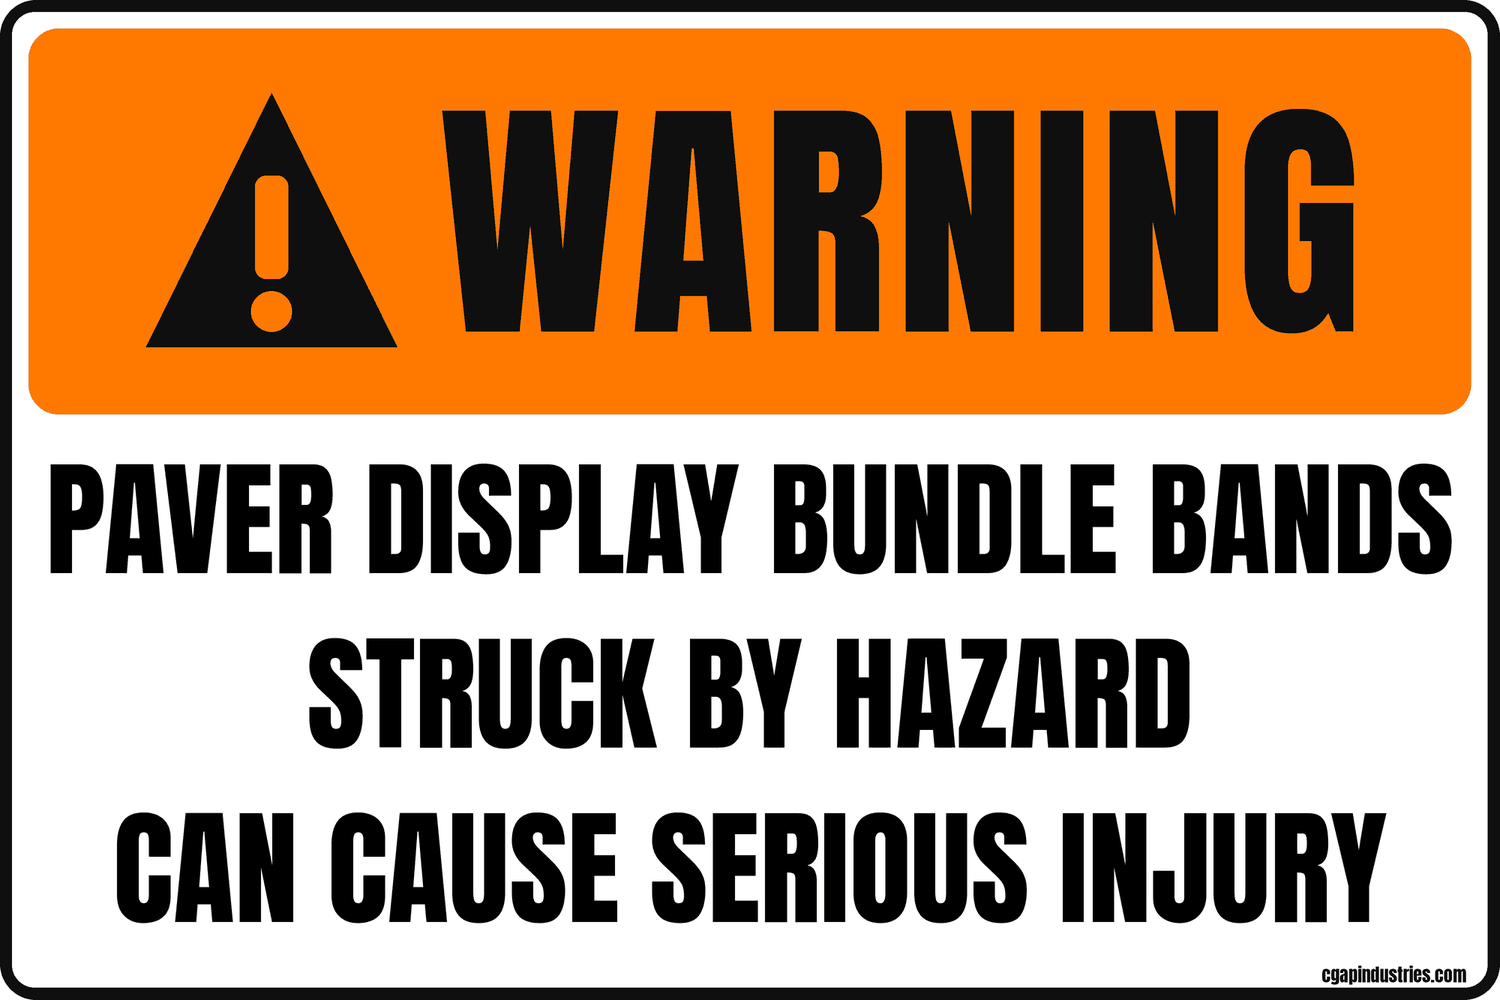 WARNING
PAVER DISPLAY BUNDLE BANDS
STRUCK BY HAZARD
CAN CAUSE SERIOUS INJURY
cgapindustries.com